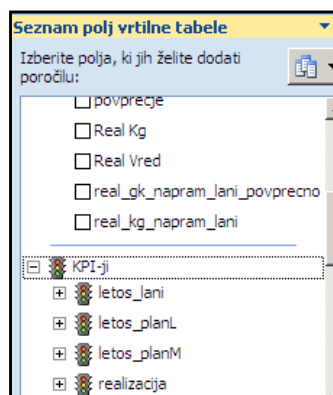 Seznam polj vrtilne tabele
Izberite polja, ki jih želite dodati
poročilu:
povprecje
Real Kg
Real Vred
real_gk_napram_lani_povprecno
real_kg_napram_lani
KPI-ji
letos_lani
letos_planL
letos_planM
realizacija